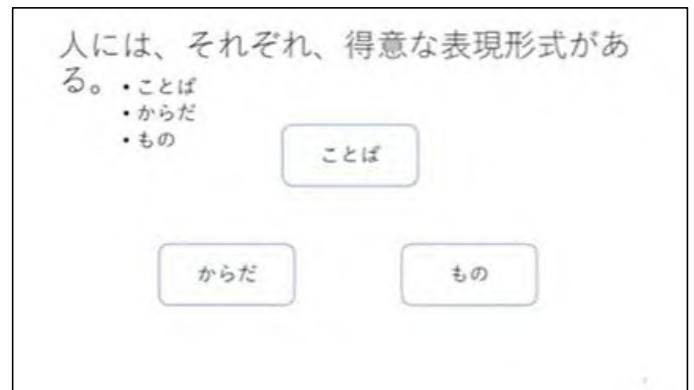 人には、それぞれ、得意な表現形式があ
る。
• ことば
• からだ
• もの
ことば
からだ
もの